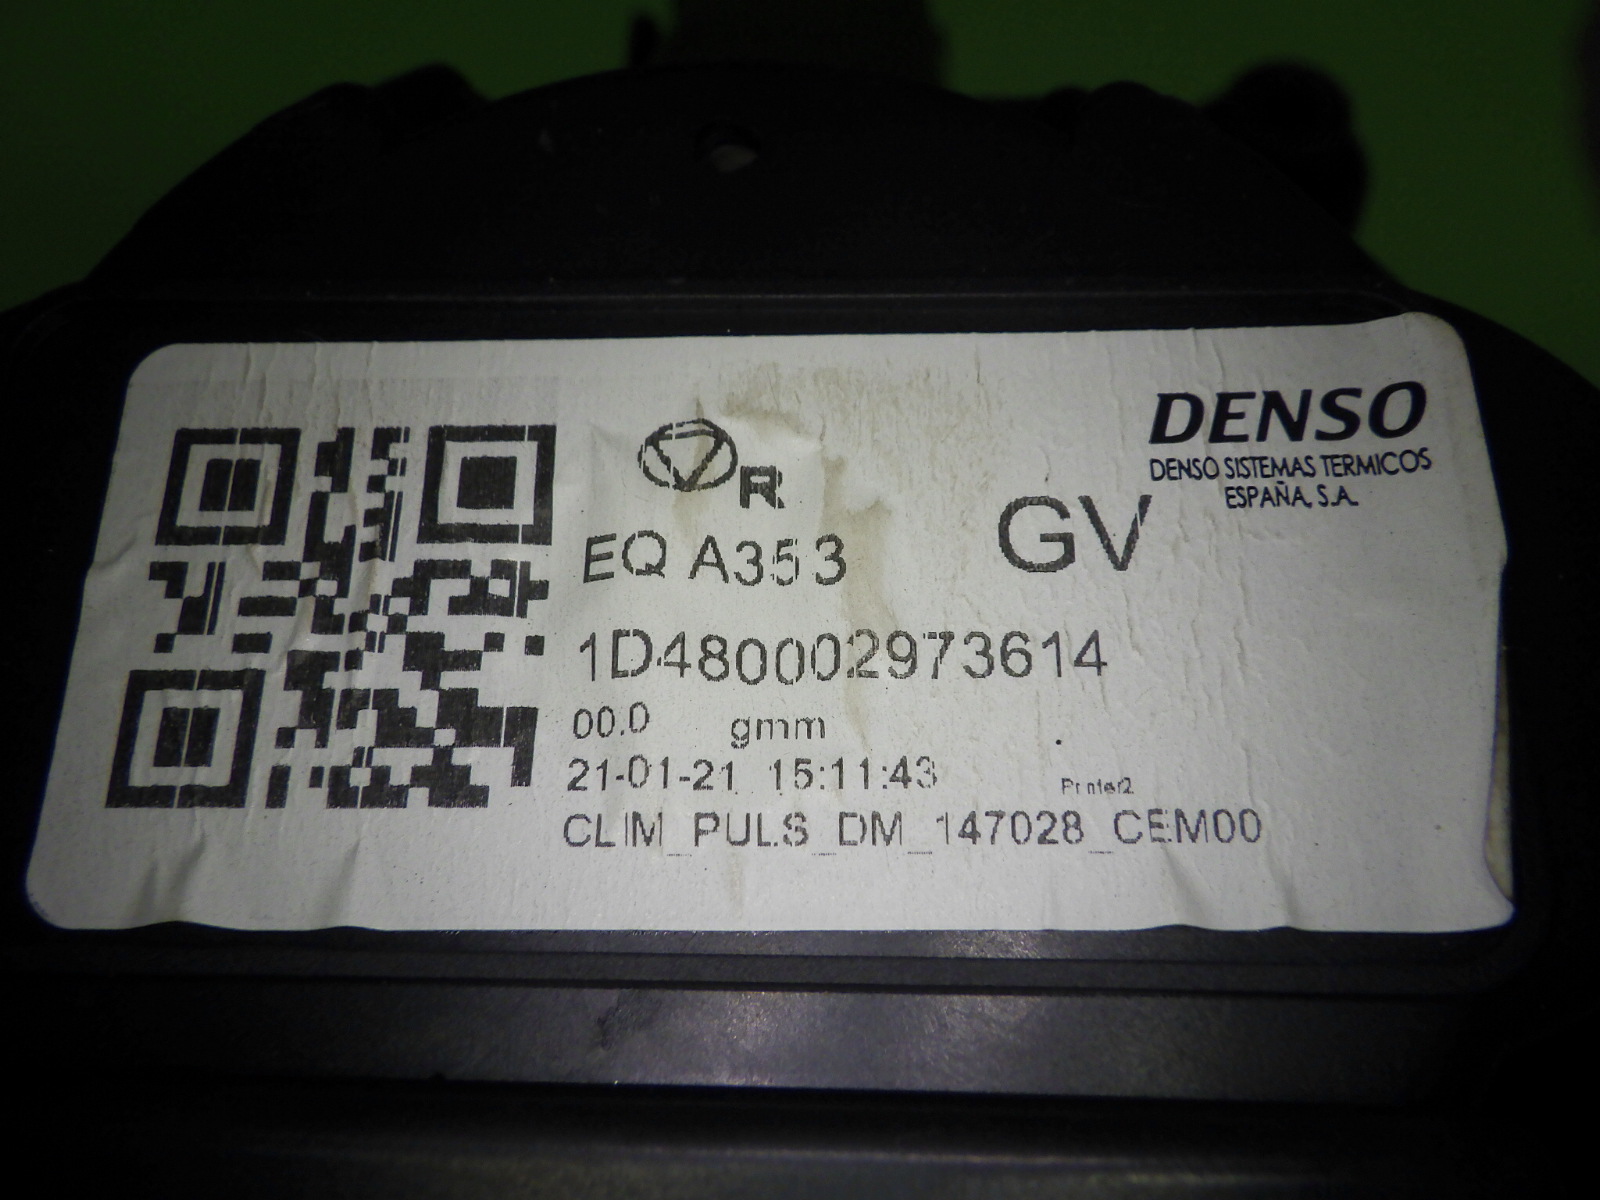 DENSO
DENSO SISTEMAS TERMICOS
ESPAÑA, S.A.
R
GV
EQ A353
1D480002973614
00.0 gmm
21-01-21 15:11:43 Printer2
CLIM_PULS_DM_147028_CEM00